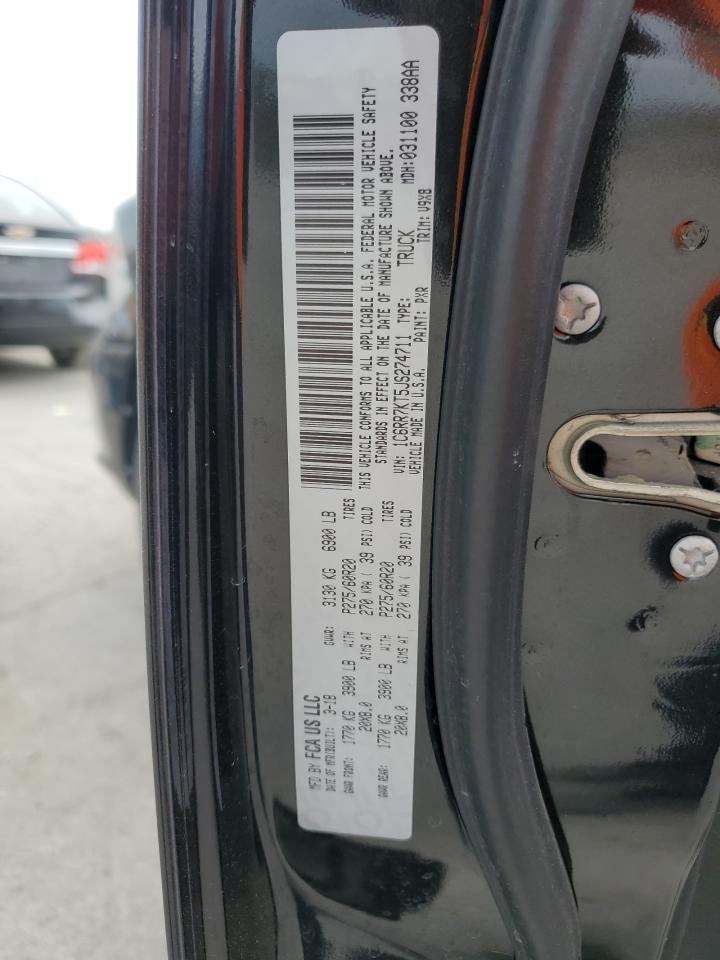 MFD BY FCA US LLC
DATE OF MFR(BUILT): 3-18 GVWR: 3130 KG 6900 LB
GAWR FRONT: 1770 KG 3900 LB WITH P275/60R20 TIRES
20X8.0 RIMS AT 270 KPA ( 39 PSI) COLD
GAWR REAR: 1770 KG 3900 LB WITH P275/60R20 TIRES
20X8.0 RIMS AT 270 KPA ( 39 PSI) COLD
THIS VEHICLE CONFORMS TO ALL APPLICABLE U.S.A. FEDERAL MOTOR VEHICLE SAFETY
STANDARDS IN EFFECT ON THE DATE OF MANUFACTURE SHOWN ABOVE.
VIN: 1C6RR7KT5JS274711 TYPE: TRUCK MDH:031100 338AA
VEHICLE MADE IN U.S.A. PAINT: PXR TRIM: V9X8